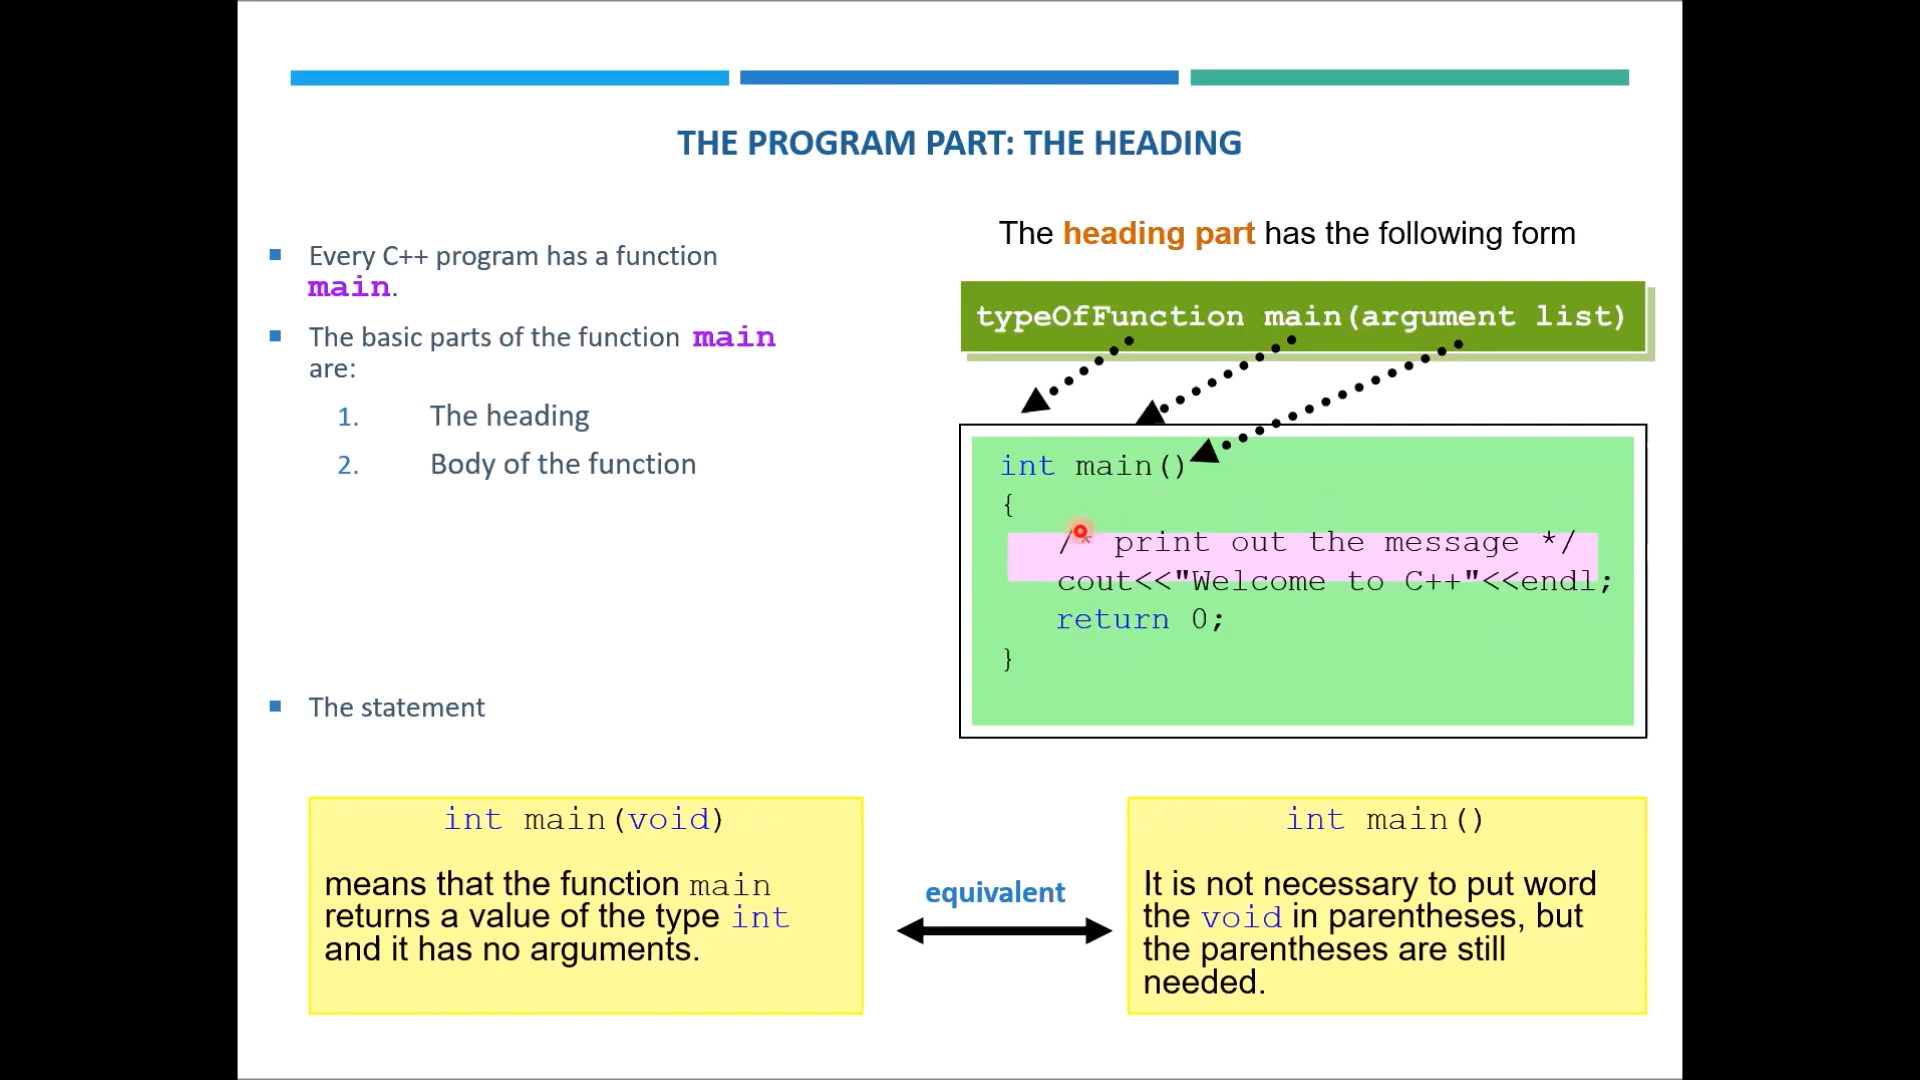 THE PROGRAM PART: THE HEADING
Every C++ program has a function
main.
The basic parts of the function main
are:
1. The heading
2. Body of the function
The statement
The heading part has the following form
typeOfFunction main(argument list)
int main()
{
/* print out the message */
cout<<"Welcome to C++"<<endl;
return 0;
}
int main(void)
means that the function main
returns a value of the type int
and it has no arguments.
equivalent
int main()
It is not necessary to put word
the void in parentheses, but
the parentheses are still
needed.